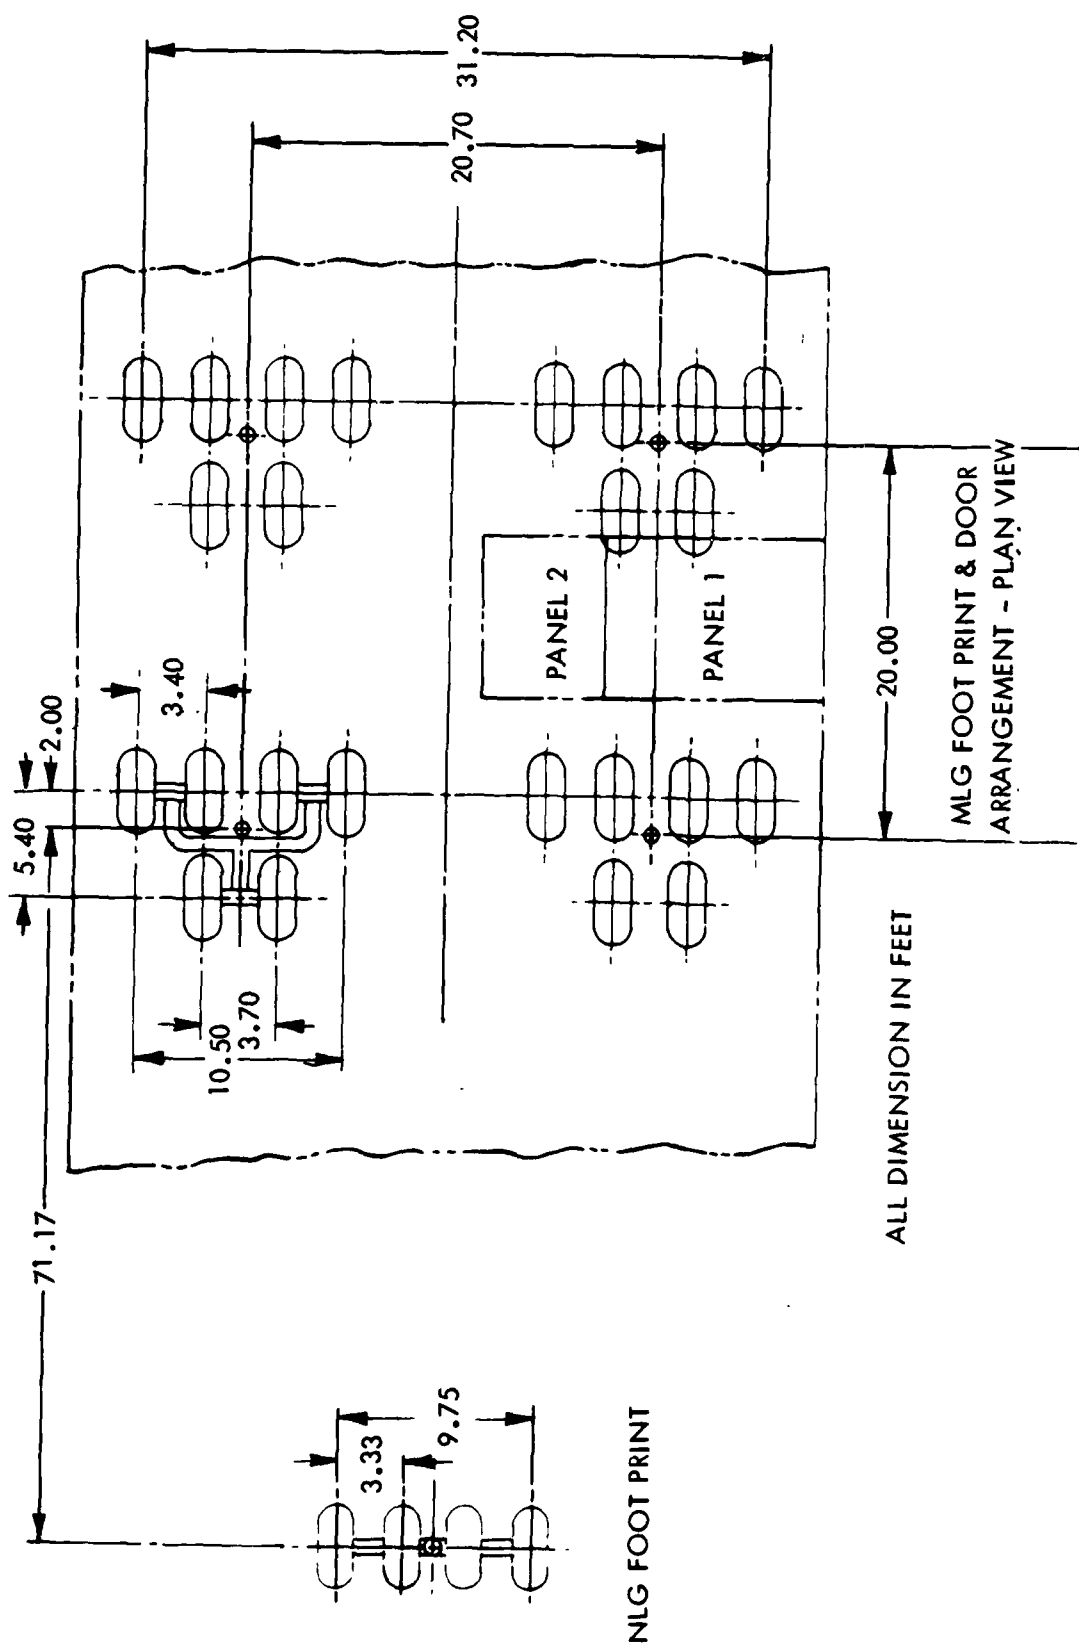 31.20
20.70
3.40
2.00
5.40
PANEL 2
PANEL 1
20.00
MLG FOOT PRINT & DOOR
ARRANGEMENT - PLAN VIEW
3.70
10.50
71.17
ALL DIMENSION IN FEET
9.75
3.33
NLG FOOT PRINT